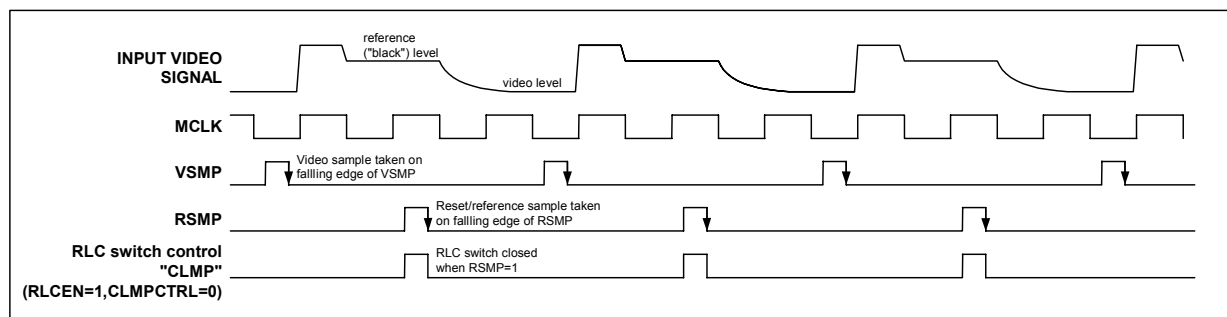 reference
("black") level
INPUT VIDEO
SIGNAL
video level
MCLK
Video sample taken on
fallling edge of VSMP
VSMP
Reset/reference sample taken
on fallling edge of RSMP
RSMP
RLC switch control
"CLMP"
(RLCEN=1,CLMPCTRL=0)
RLC switch closed
when RSMP=1